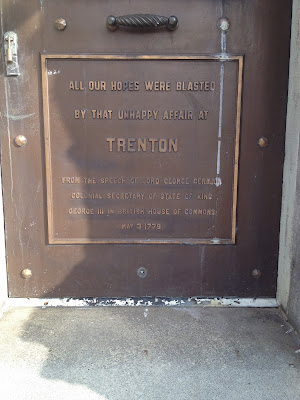 ALL OUR HOPES WERE BLASTED
BY THAT UNHAPPY AFFAIR AT
TRENTON
FROM THE SPEECH OF LORD GEORGE
COLONIAL SECRETARY OF STATE OF KING
GEORGE III IN BRITISH HOUSE OF COMMONS
MAY 3 1779